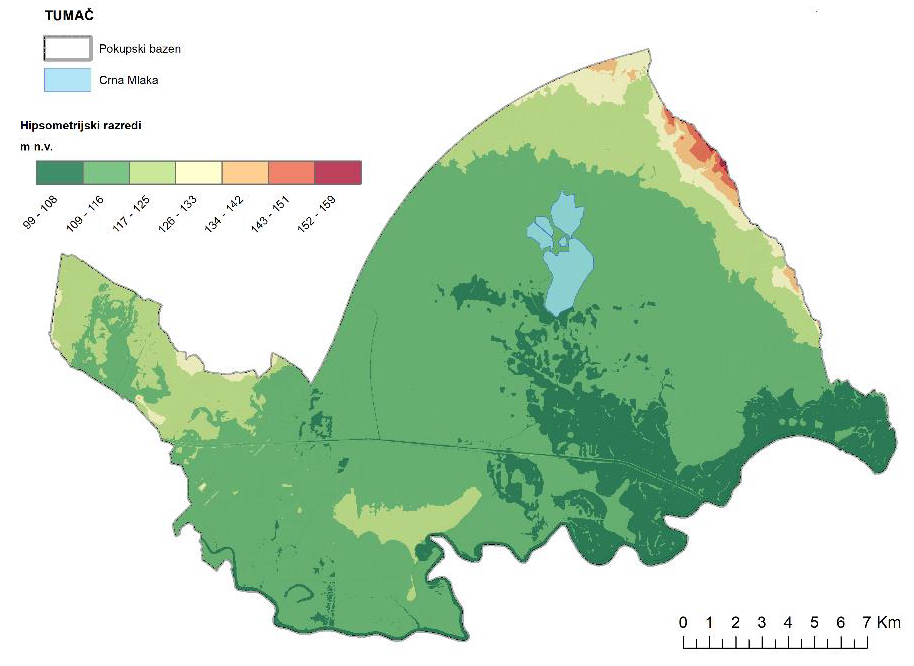 TUMAČ
Pokupski bazen
Crna Mlaka
Hipsometrijski razredi
m n.v.
99 - 108
109 - 116
117 - 125
126 - 133
134 - 142
143 - 151
152 - 159
0 1 2 3 4 5 6 7 Km